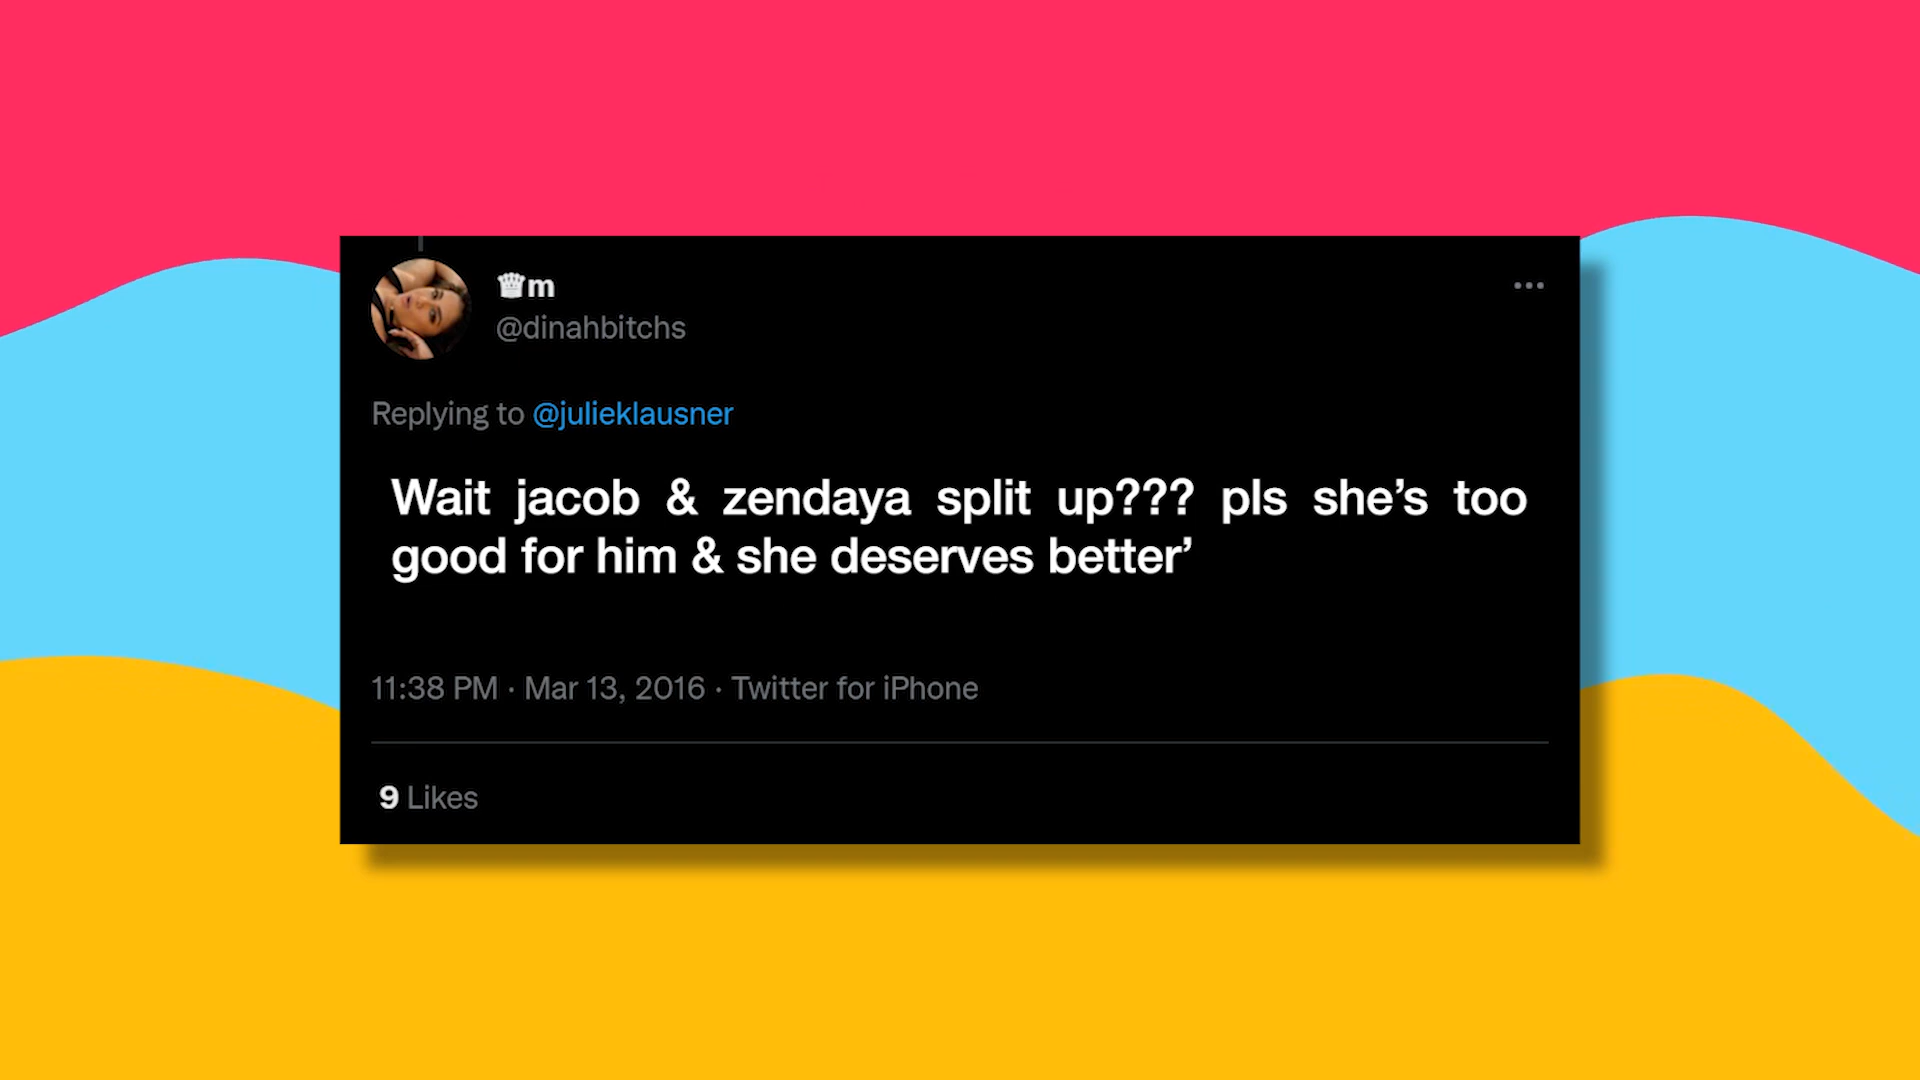 ♛m
@dinahbitchs
Replying to @julieklausner
Wait jacob & zendaya split up??? pls she’s too
good for him & she deserves better’
11:38 PM · Mar 13, 2016 · Twitter for iPhone
9 Likes